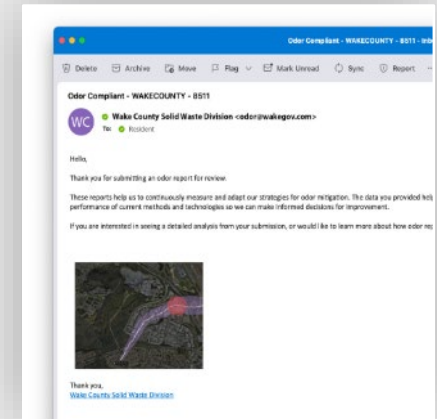 Odor Compliant - WAKECOUNTY - 8511 - Inb
Delete Archive Move Flag Mark Unread Sync Report
Odor Compliant - WAKECOUNTY - 8511
WC
Wake County Solid Waste Division <odor@wakegov.com>
To: Resident
Hello,
Thank you for submitting an odor report for review.
These reports help us to continuously measure and adapt our strategies for odor mitigation. The data you provided help
performance of current methods and technologies so we can make informed decisions for improvement.
If you are interested in seeing a detailed analysis from your submission, or would like to learn more about how odor rep
Thank you,
Wake County Solid Waste Division